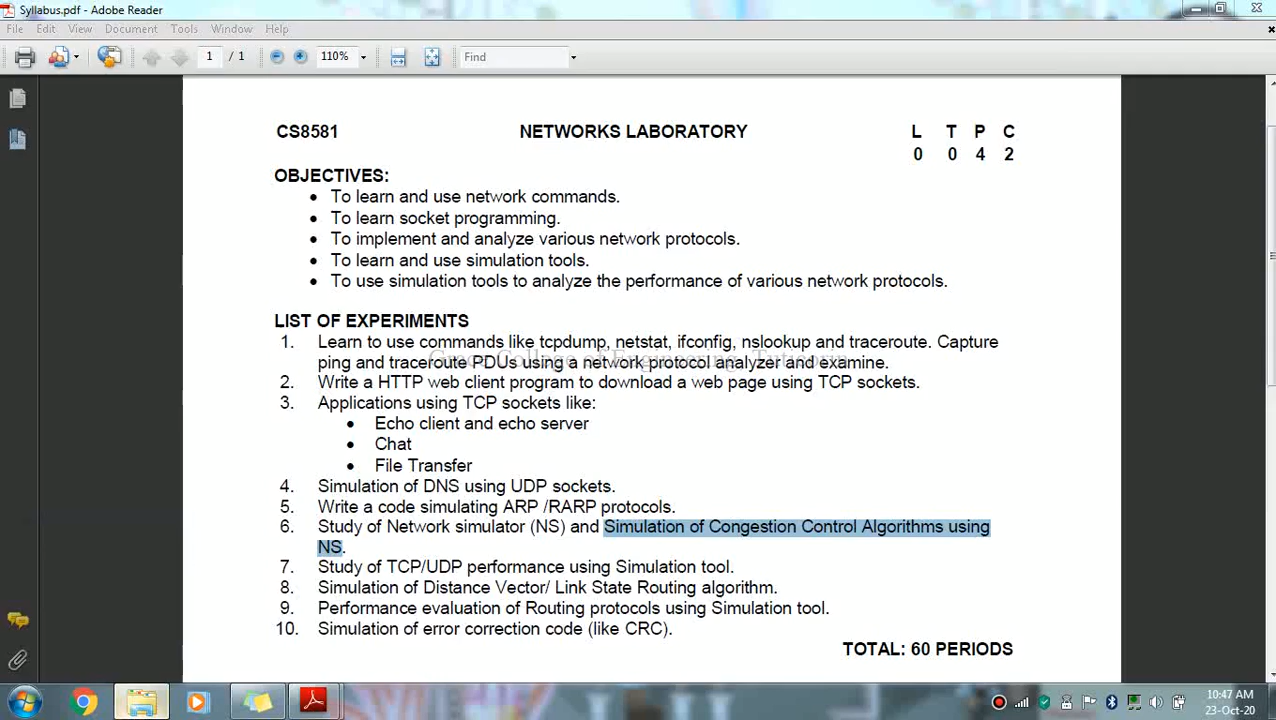 Syllabus.pdf - Adobe Reader
File Edit View Document Tools Window Help
1 / 1 110% Find
CS8581 NETWORKS LABORATORY L T P C
0 0 4 2
OBJECTIVES:
• To learn and use network commands.
• To learn socket programming.
• To implement and analyze various network protocols.
• To learn and use simulation tools.
• To use simulation tools to analyze the performance of various network protocols.
LIST OF EXPERIMENTS
1. Learn to use commands like tcpdump, netstat, ifconfig, nslookup and traceroute. Capture
ping and traceroute PDUs using a network protocol analyzer and examine.
Grace College of Engineering, Tuticorin
2. Write a HTTP web client program to download a web page using TCP sockets.
3. Applications using TCP sockets like:
• Echo client and echo server
• Chat
• File Transfer
4. Simulation of DNS using UDP sockets.
5. Write a code simulating ARP /RARP protocols.
6. Study of Network simulator (NS) and Simulation of Congestion Control Algorithms using
NS.
7. Study of TCP/UDP performance using Simulation tool.
8. Simulation of Distance Vector/ Link State Routing algorithm.
9. Performance evaluation of Routing protocols using Simulation tool.
10. Simulation of error correction code (like CRC).
TOTAL: 60 PERIODS
10:47 AM
23-Oct-20